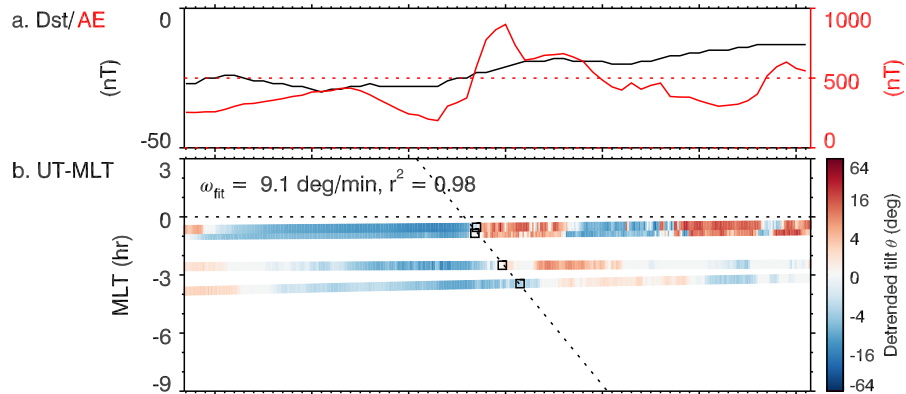 a. Dst/AE
0
(nT)
-50
1000
500
0
(nT)
b. UT-MLT
ωfit = 9.1 deg/min, r² = 0.98
3
0
-3
-6
-9
MLT (hr)
64
16
4
0
-4
-16
-64
Detrended tilt θ (deg)